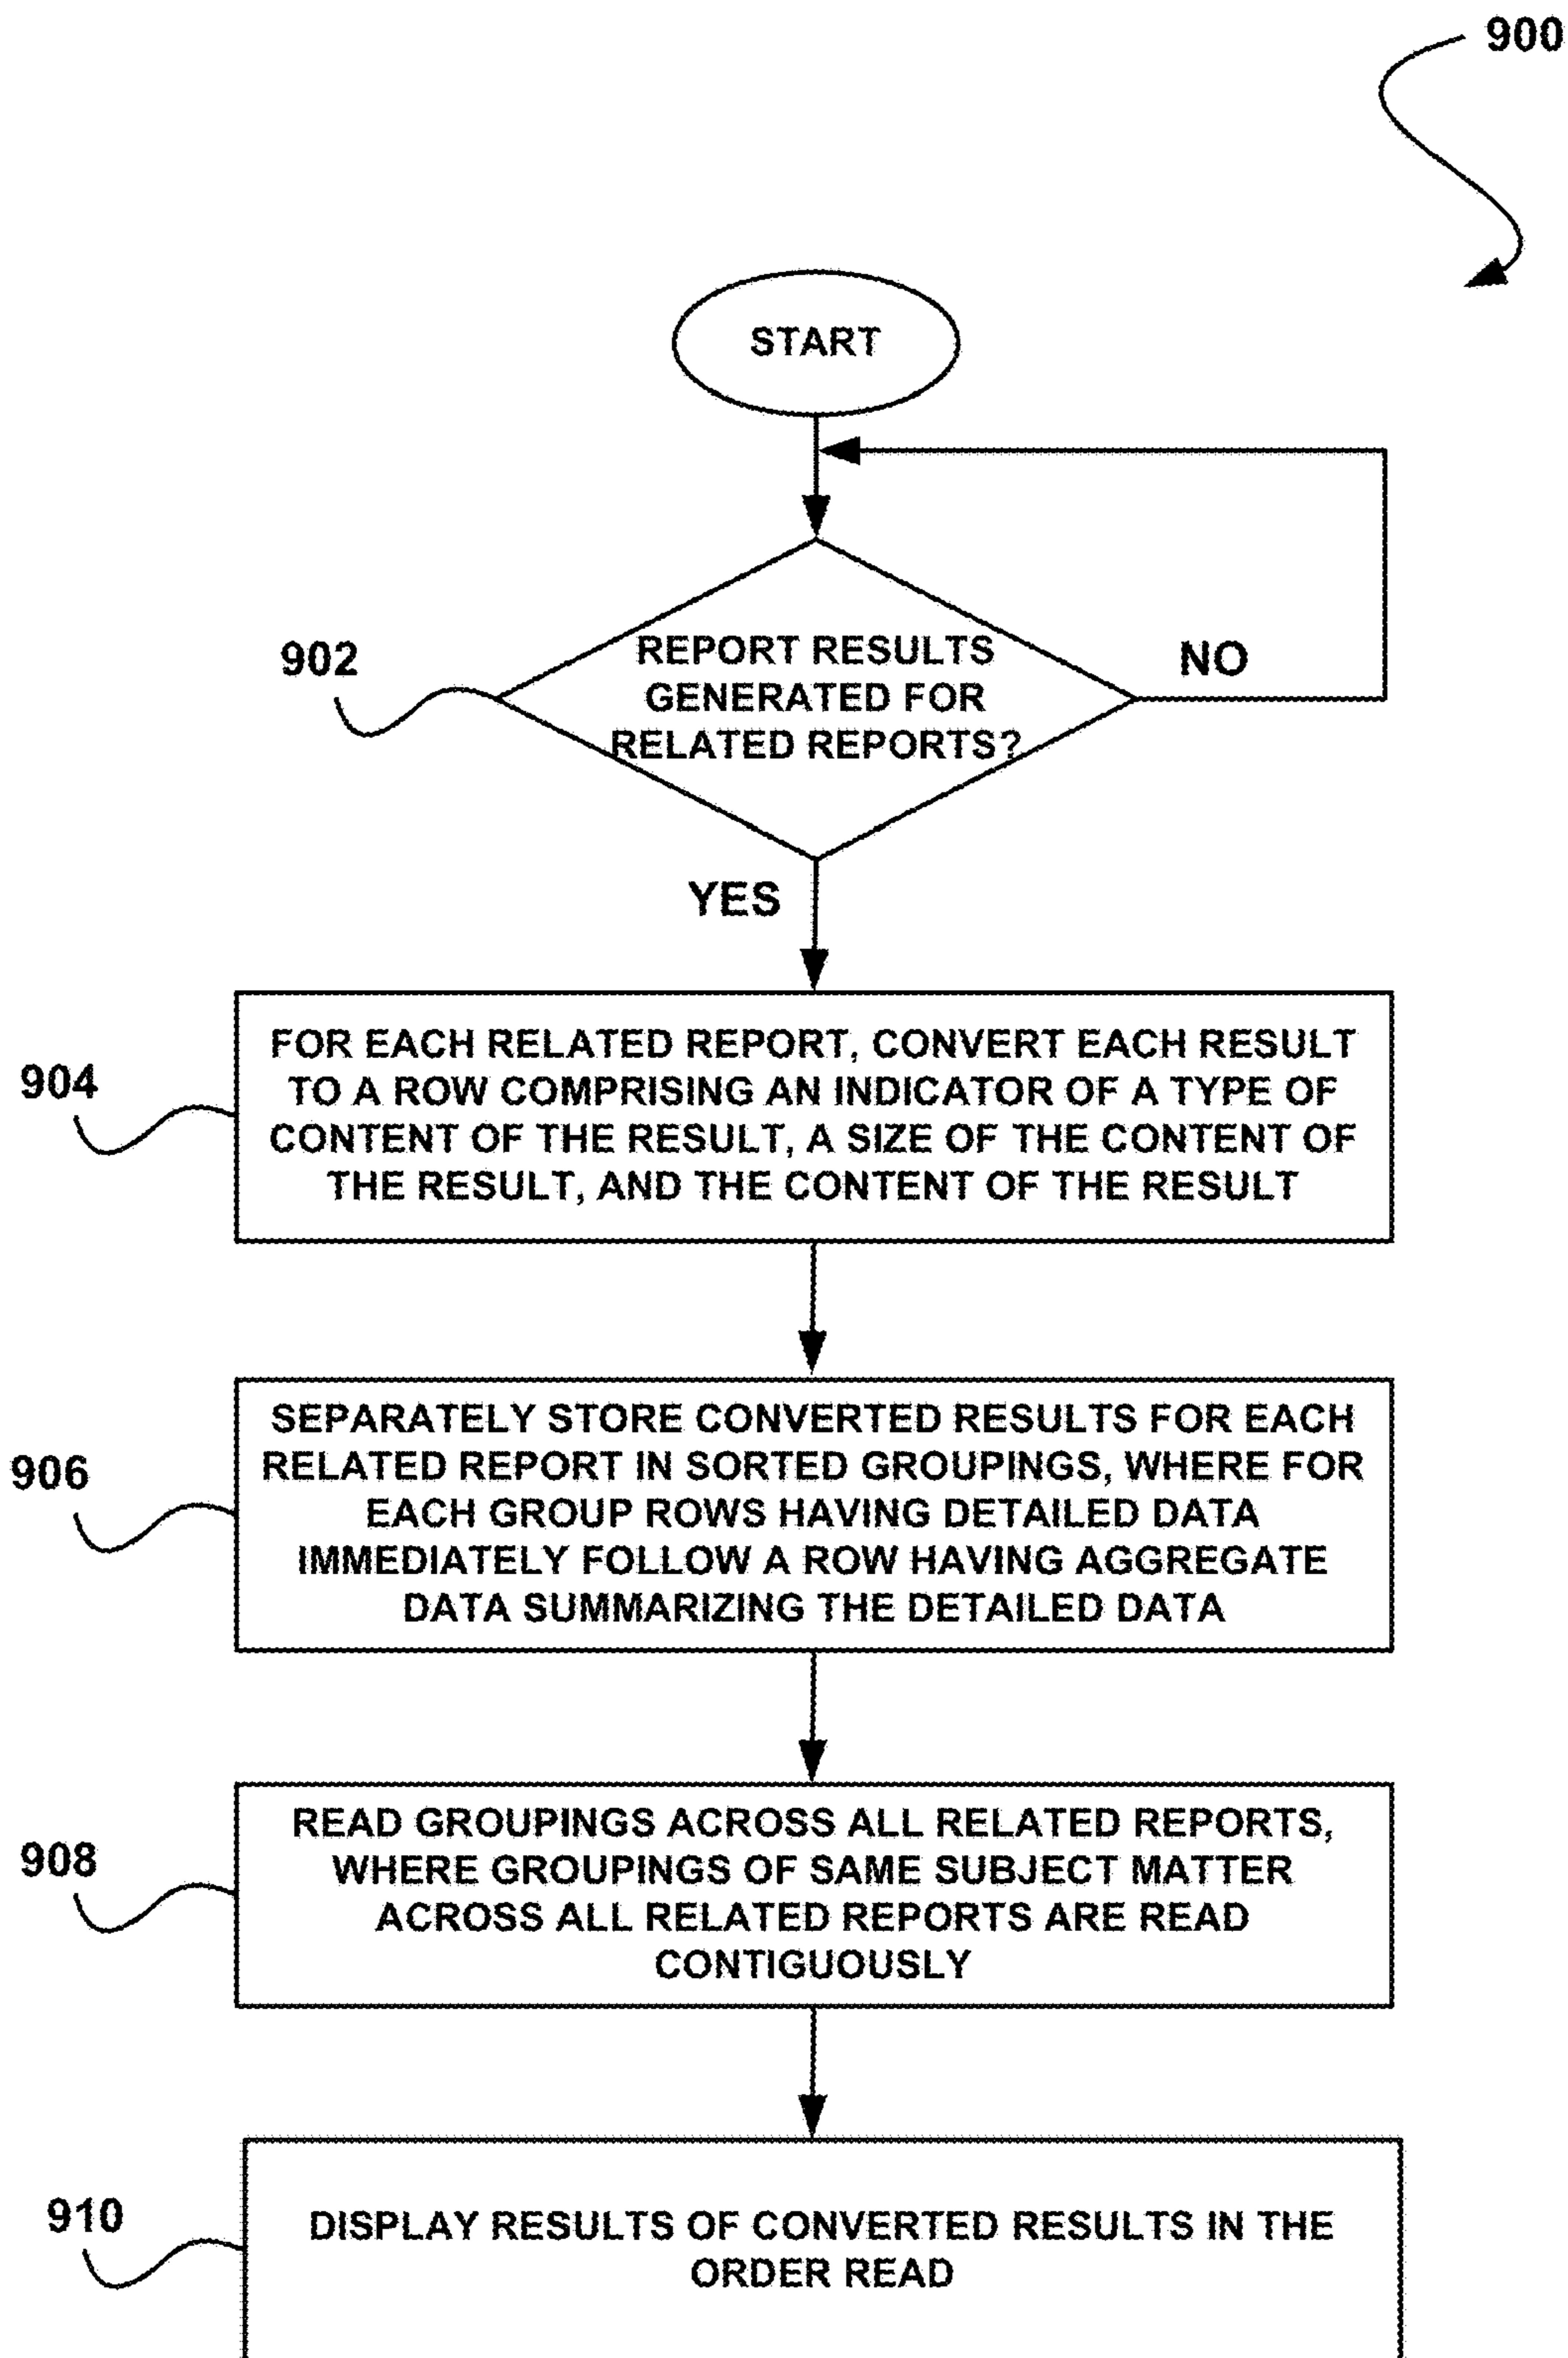 900
START
902
REPORT RESULTS
GENERATED FOR
RELATED REPORTS?
NO
YES
904
FOR EACH RELATED REPORT, CONVERT EACH RESULT
TO A ROW COMPRISING AN INDICATOR OF A TYPE OF
CONTENT OF THE RESULT, A SIZE OF THE CONTENT OF
THE RESULT, AND THE CONTENT OF THE RESULT
906
SEPARATELY STORE CONVERTED RESULTS FOR EACH
RELATED REPORT IN SORTED GROUPINGS, WHERE FOR
EACH GROUP ROWS HAVING DETAILED DATA
IMMEDIATELY FOLLOW A ROW HAVING AGGREGATE
DATA SUMMARIZING THE DETAILED DATA
908
READ GROUPINGS ACROSS ALL RELATED REPORTS,
WHERE GROUPINGS OF SAME SUBJECT MATTER
ACROSS ALL RELATED REPORTS ARE READ
CONTIGUOUSLY
910
DISPLAY RESULTS OF CONVERTED RESULTS IN THE
ORDER READ